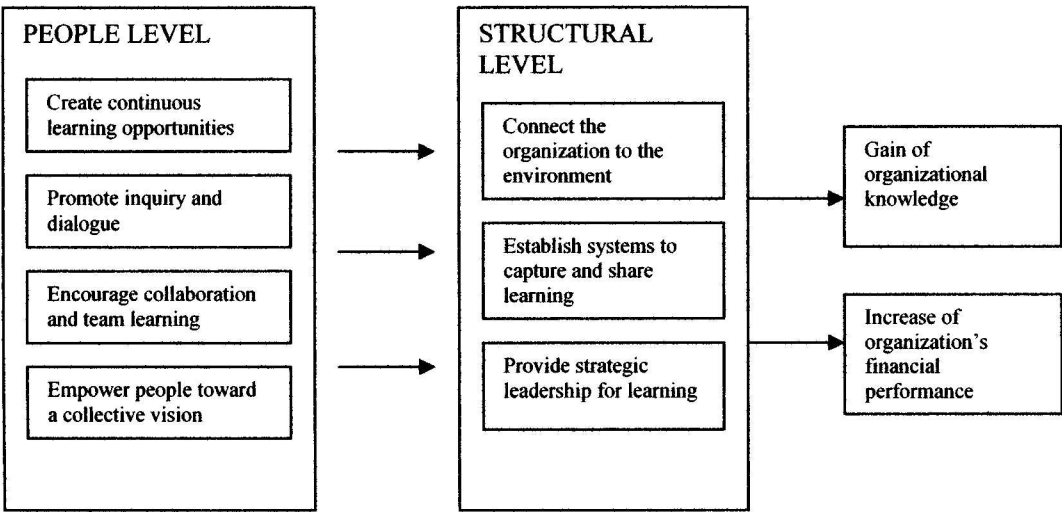 PEOPLE LEVEL
Create continuous
learning opportunities
Promote inquiry and
dialogue
Encourage collaboration
and team learning
Empower people toward
a collective vision
STRUCTURAL
LEVEL
Connect the
organization to the
environment
Establish systems to
capture and share
learning
Provide strategic
leadership for learning
Gain of
organizational
knowledge
Increase of
organization's
financial
performance